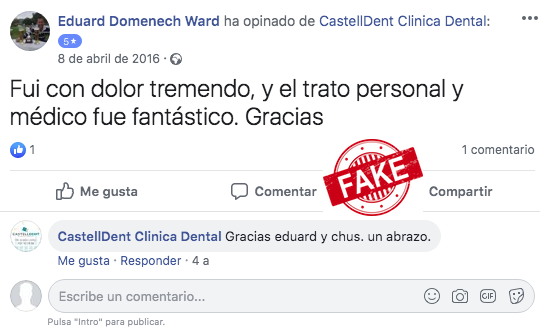 Eduard Domenech Ward ha opinado de CastellDent Clinica Dental:
5★
8 de abril de 2016 ·
Fui con dolor tremendo, y el trato personal y
médico fue fantástico. Gracias
1
1 comentario
Me gusta
Comentar
FAKE
Compartir
CASTELLDENT
CastellDent Clinica Dental Gracias eduard y chus. un abrazo.
Me gusta · Responder · 4 a
Escribe un comentario...
GIF
Pulsa "Intro" para publicar.